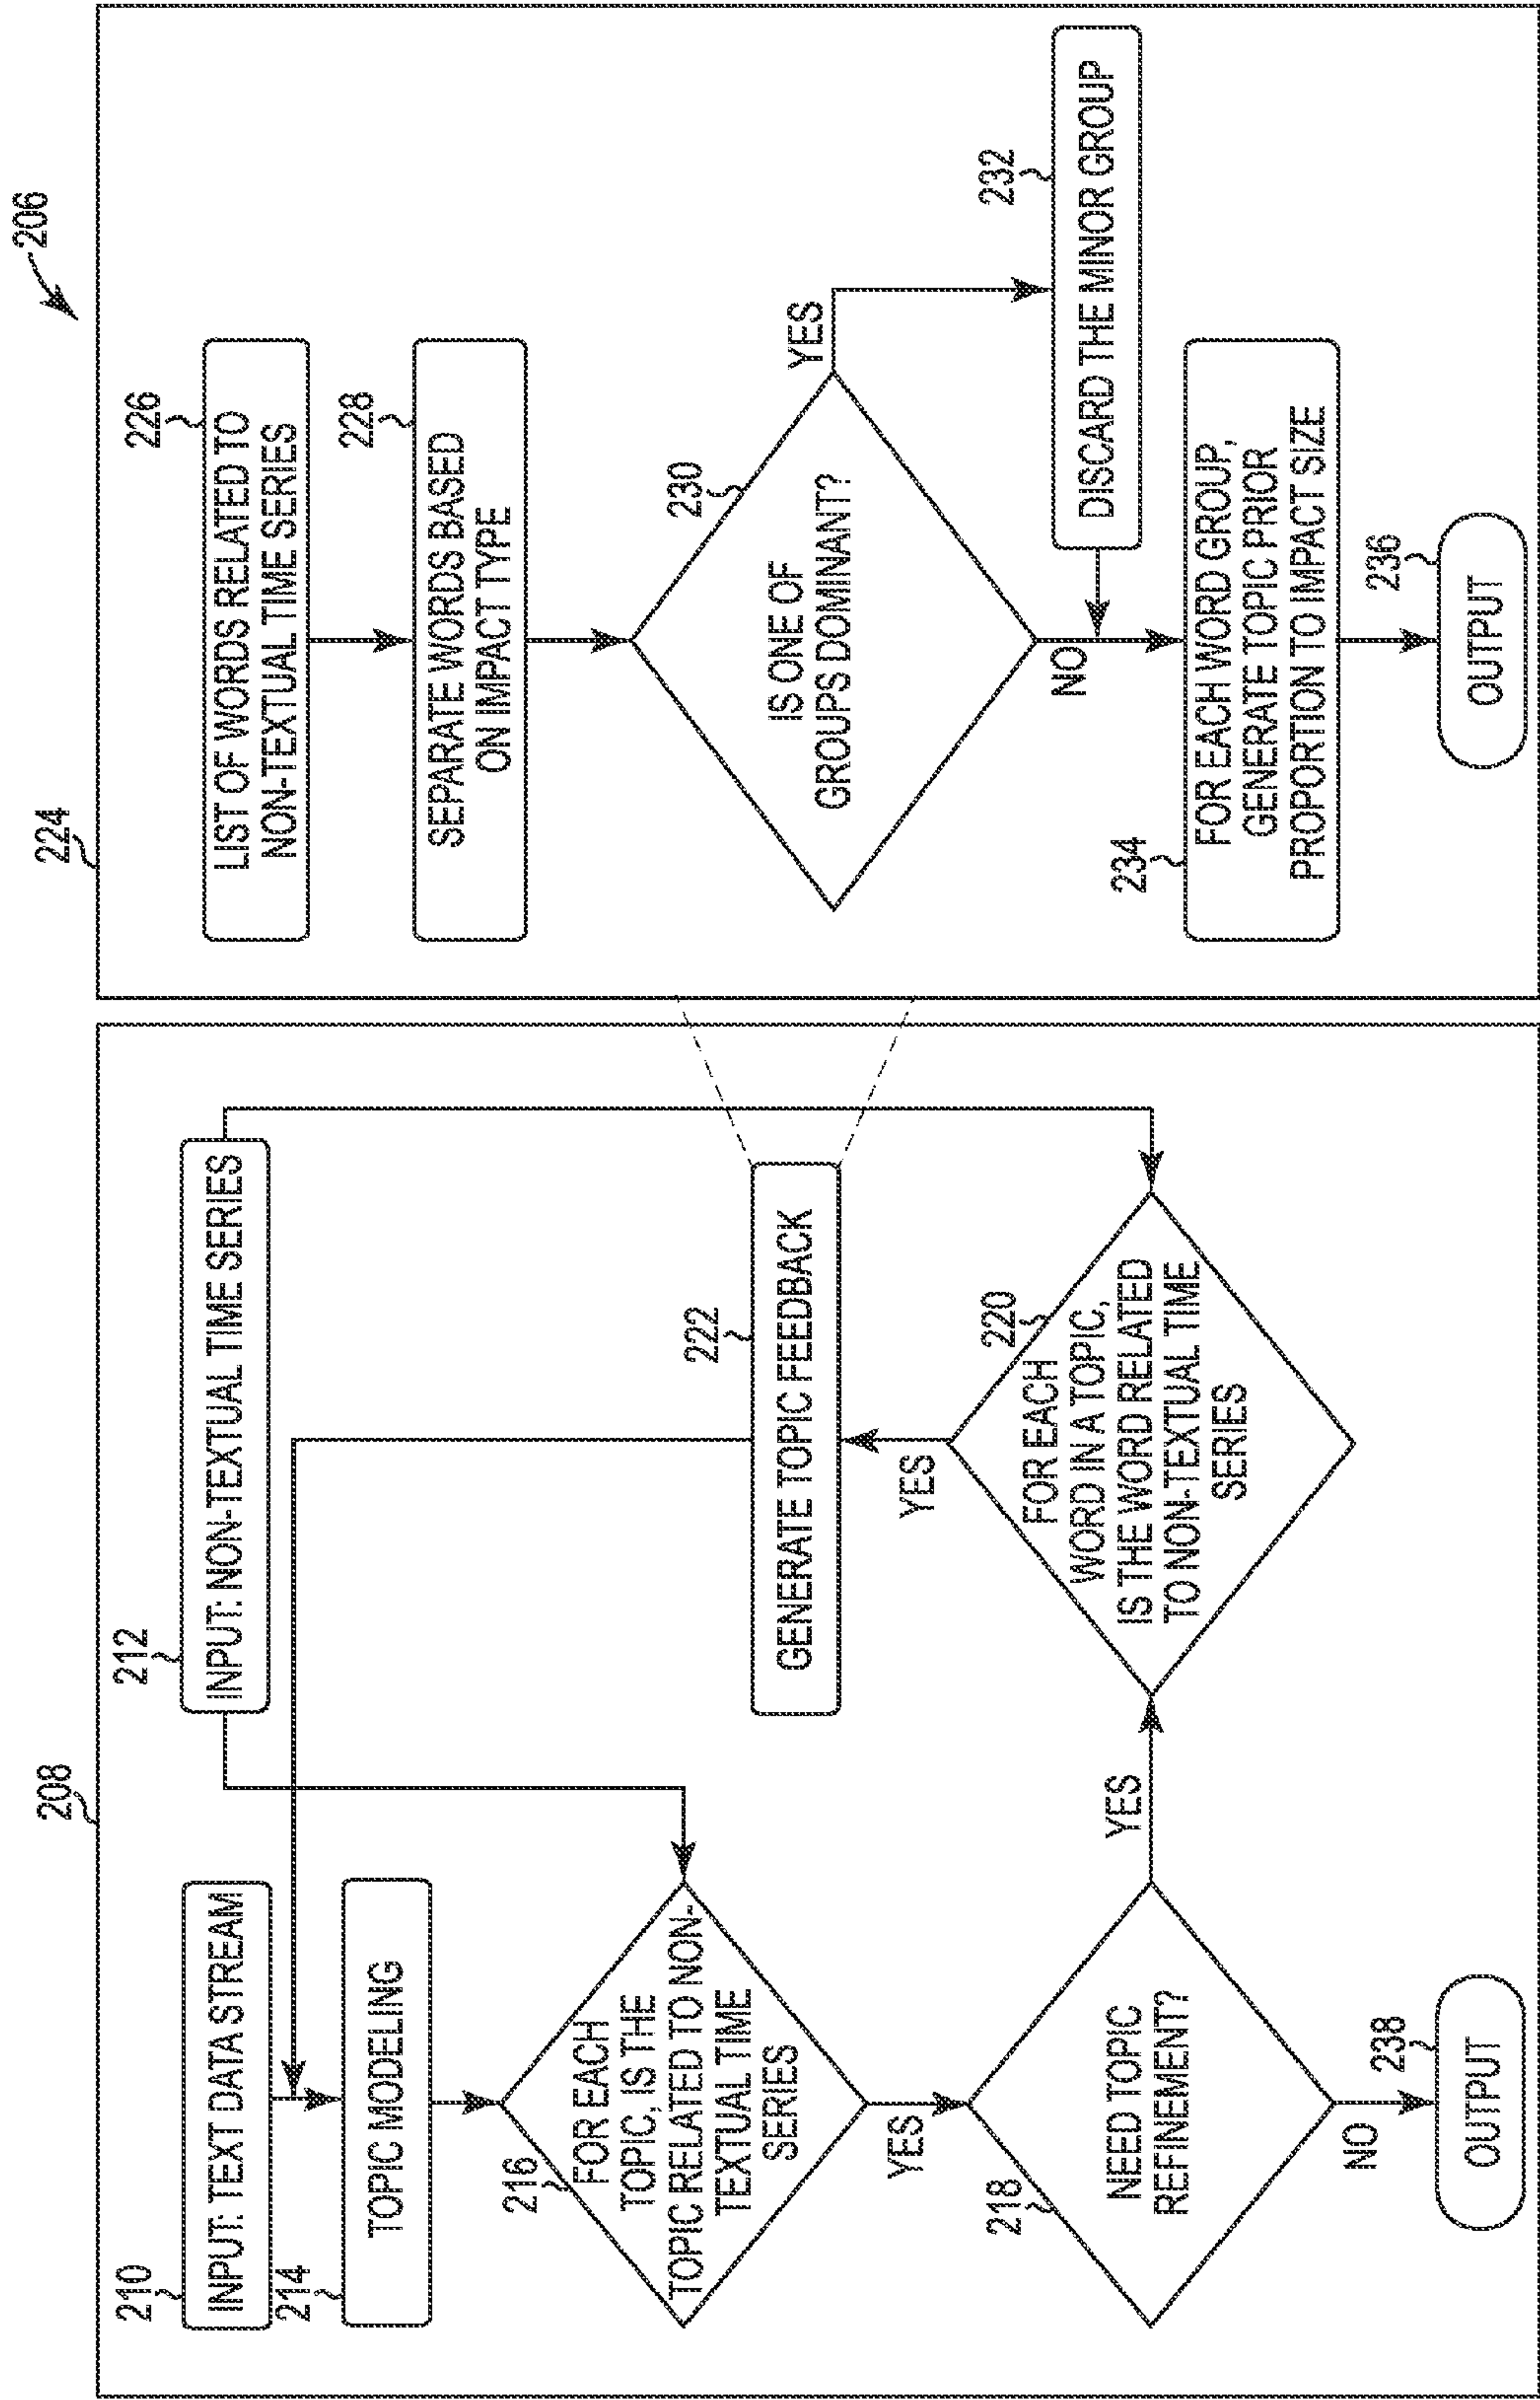 206
208
210
INPUT: TEXT DATA STREAM
212
INPUT: NON-TEXTUAL TIME SERIES
214
TOPIC MODELING
216
FOR EACH
TOPIC, IS THE
TOPIC RELATED TO NON-
TEXTUAL TIME
SERIES
YES
218
NEED TOPIC
REFINEMENT?
YES
NO
238
OUTPUT
220
FOR EACH
WORD IN A TOPIC,
IS THE WORD RELATED
TO NON-TEXTUAL TIME
SERIES
YES
222
GENERATE TOPIC FEEDBACK
224
226
LIST OF WORDS RELATED TO
NON-TEXTUAL TIME SERIES
228
SEPARATE WORDS BASED
ON IMPACT TYPE
230
IS ONE OF
GROUPS DOMINANT?
YES
232
DISCARD THE MINOR GROUP
NO
234
FOR EACH WORD GROUP,
GENERATE TOPIC PRIOR
PROPORTION TO IMPACT SIZE
236
OUTPUT